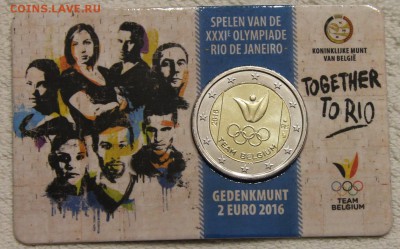 COINS.LAVE.RU
SPELEN VAN DE
XXXIᵉ OLYMPIADE
- RIO DE JANEIRO -
KONINKLIJKE MUNT
VAN BELGIË
TOGETHER
TO RIO
2016
TEAM BELGIUM
GEDENKMUNT
2 EURO 2016
TEAM
BELGIUM